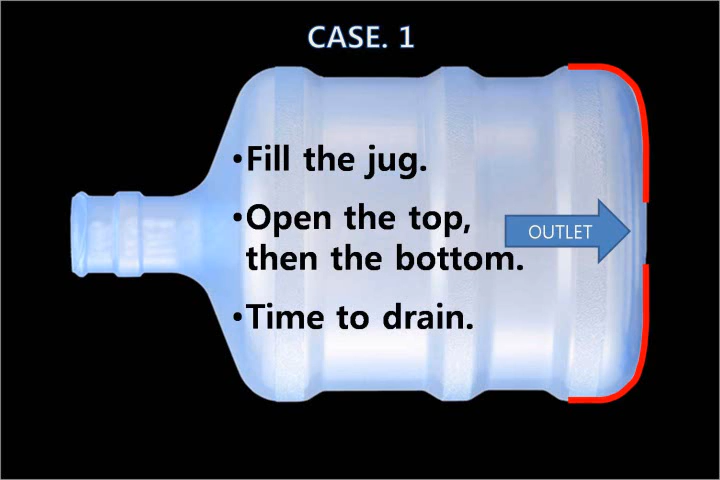 CASE. 1
•Fill the jug.
•Open the top,
then the bottom.
OUTLET
•Time to drain.